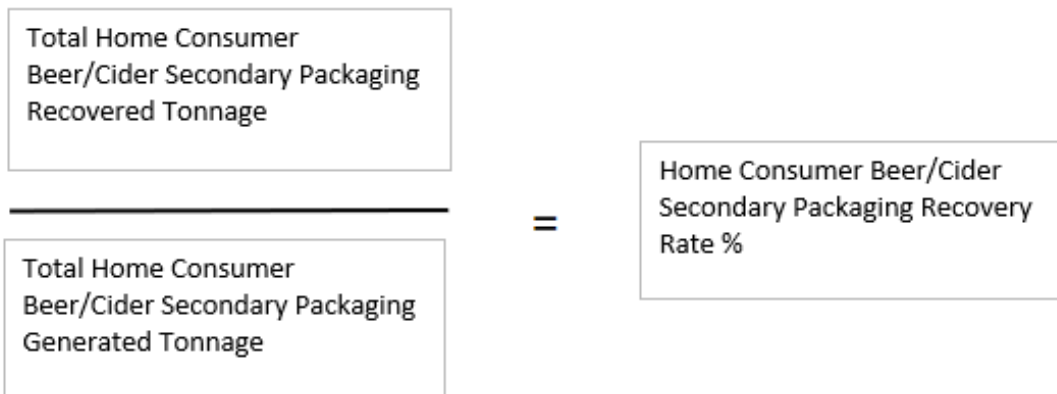 Total Home Consumer
Beer/Cider Secondary Packaging
Recovered Tonnage
=
Home Consumer Beer/Cider
Secondary Packaging Recovery
Rate %
Total Home Consumer
Beer/Cider Secondary Packaging
Generated Tonnage